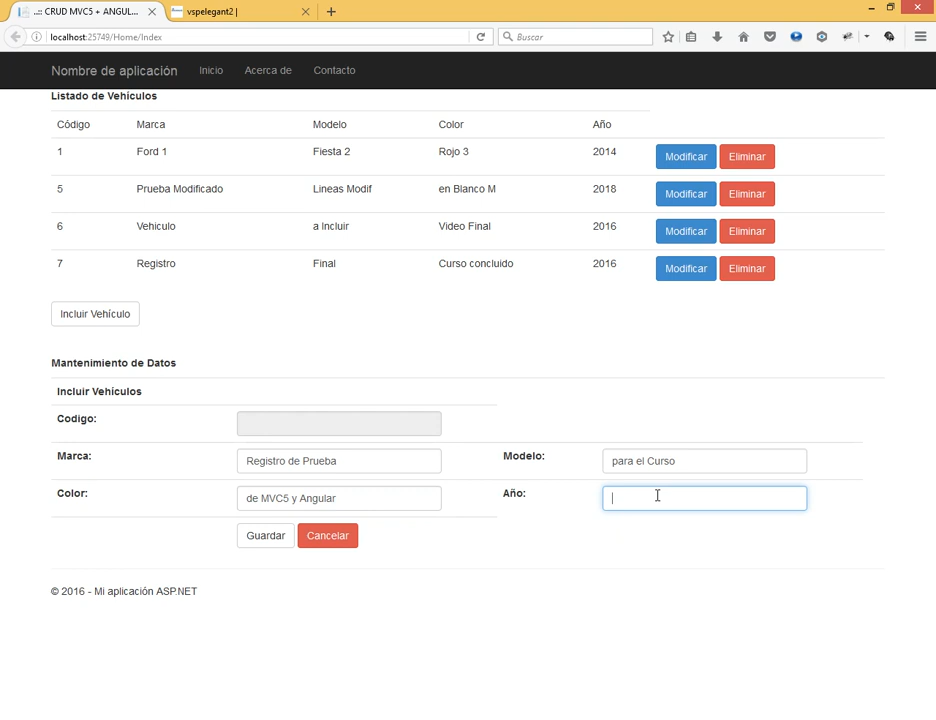 ..:: CRUD MVC5 + ANGUL...
vspelegant2 |
localhost:25749/Home/Index
Buscar
Nombre de aplicación Inicio Acerca de Contacto
Listado de Vehículos
Código Marca Modelo Color Año
1 Ford 1 Fiesta 2 Rojo 3 2014 Modificar Eliminar
5 Prueba Modificado Lineas Modif en Blanco M 2018 Modificar Eliminar
6 Vehiculo a Incluir Video Final 2016 Modificar Eliminar
7 Registro Final Curso concluido 2016 Modificar Eliminar
Incluir Vehículo
Mantenimiento de Datos
Incluir Vehículos
Codigo:
Marca: Registro de Prueba Modelo: para el Curso
Color: de MVC5 y Angular Año:
Guardar Cancelar
© 2016 - Mi aplicación ASP.NET